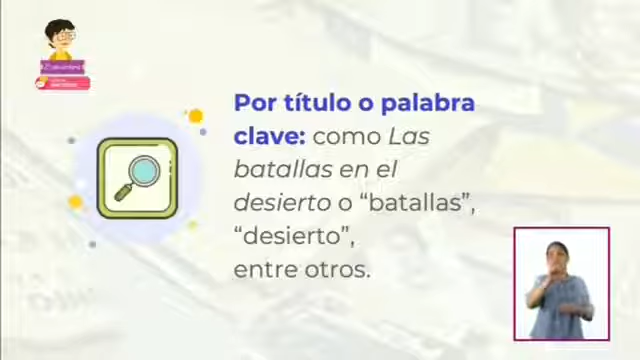 Por título o palabra
clave: como Las
batallas en el
desierto o “batallas”,
“desierto”,
entre otros.